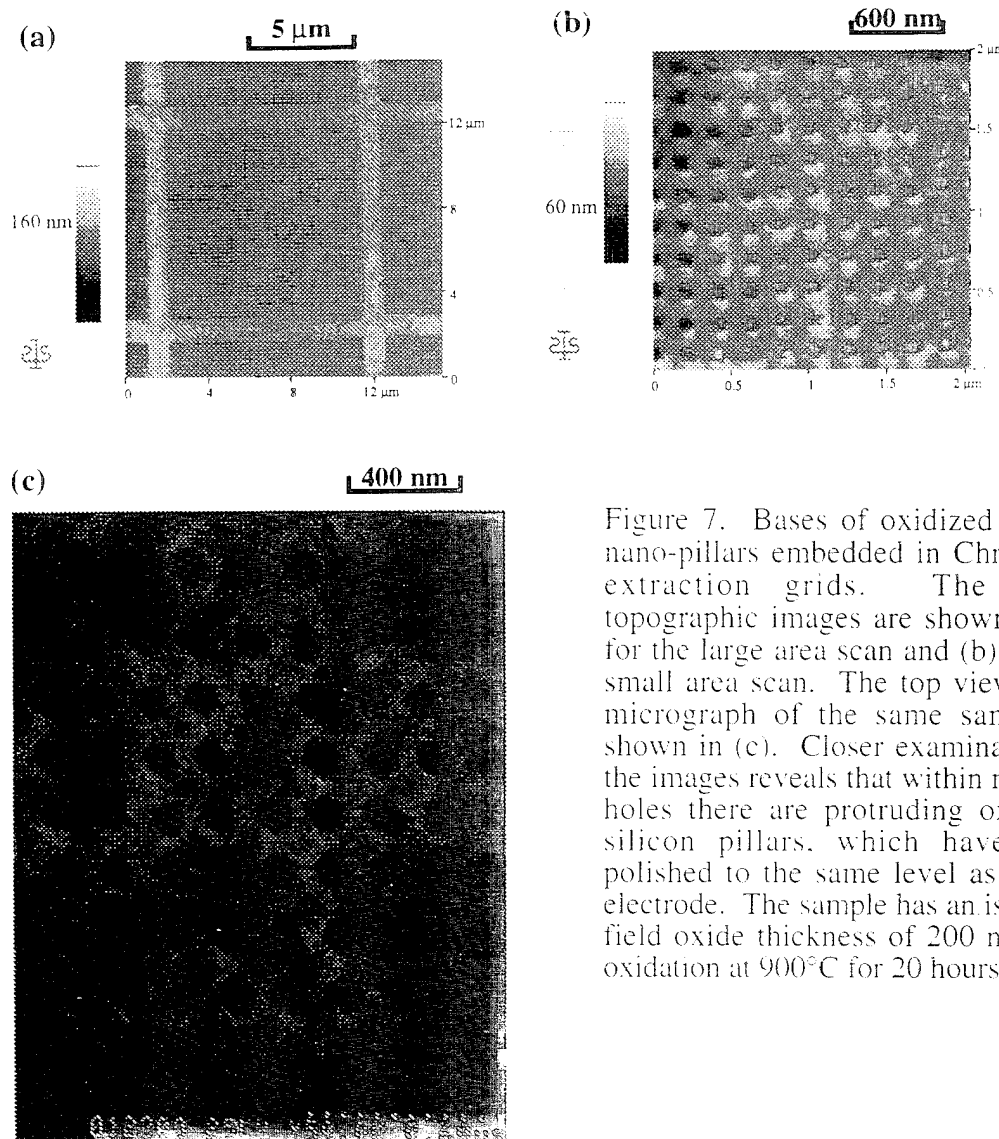 (a)
5 μm
160 nm
12 μm
8
4
0
0
4
8
12 μm
(b)
600 nm
60 nm
2 μm
1.5
1
0.5
0
0.5
1
1.5
2 μm
(c)
400 nm
Figure 7. Bases of oxidized
nano-pillars embedded in Chr
extraction grids. The
topographic images are shown
for the large area scan and (b)
small area scan. The top view
micrograph of the same sam
shown in (c). Closer examina
the images reveals that within
holes there are protruding ox
silicon pillars, which have
polished to the same level as
electrode. The sample has an is
field oxide thickness of 200
oxidation at 900°C for 20 hours